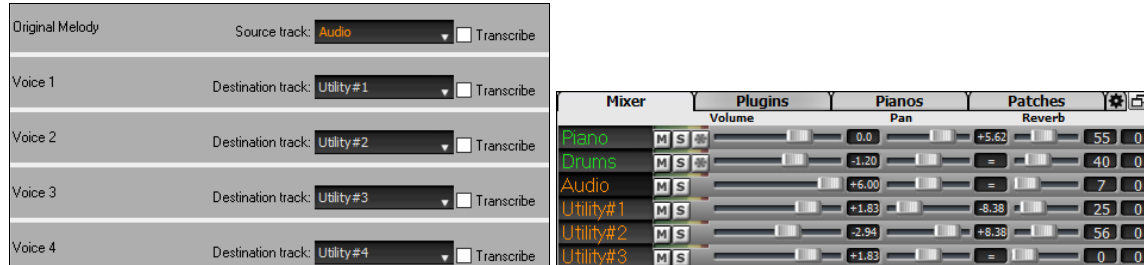 Original Melody Source track: Audio Transcribe
Voice 1 Destination track: Utility#1 Transcribe
Voice 2 Destination track: Utility#2 Transcribe
Voice 3 Destination track: Utility#3 Transcribe
Voice 4 Destination track: Utility#4 Transcribe
Mixer Plugins Pianos Patches
Volume Pan Reverb
Piano M S 0.0 +5.62 55 0
Drums M S -1.20 = 40 0
Audio M S +6.00 = 7 0
Utility#1 M S +1.83 -8.38 25 0
Utility#2 M S -2.94 +8.38 56 0
Utility#3 M S +1.83 = 0 0